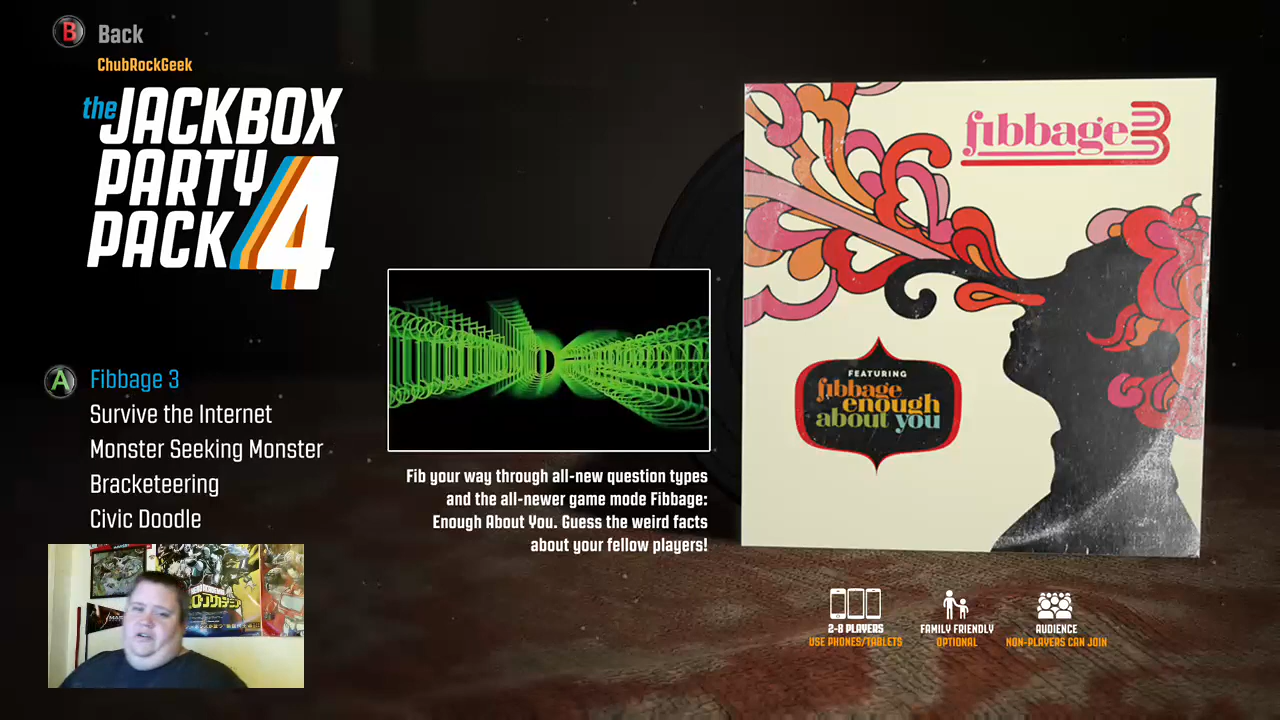 B Back
ChubRockGeek
the JACKBOX
PARTY
PACK 4
A Fibbage 3
Survive the Internet
Monster Seeking Monster
Bracketeering
Civic Doodle
Fib your way through all-new question types
and the all-newer game mode Fibbage:
Enough About You. Guess the weird facts
about your fellow players!
fibbage 3
FEATURING
fibbage
enough
about you
2-8 PLAYERS
USE PHONES/TABLETS
FAMILY FRIENDLY
OPTIONAL
AUDIENCE
NON-PLAYERS CAN JOIN